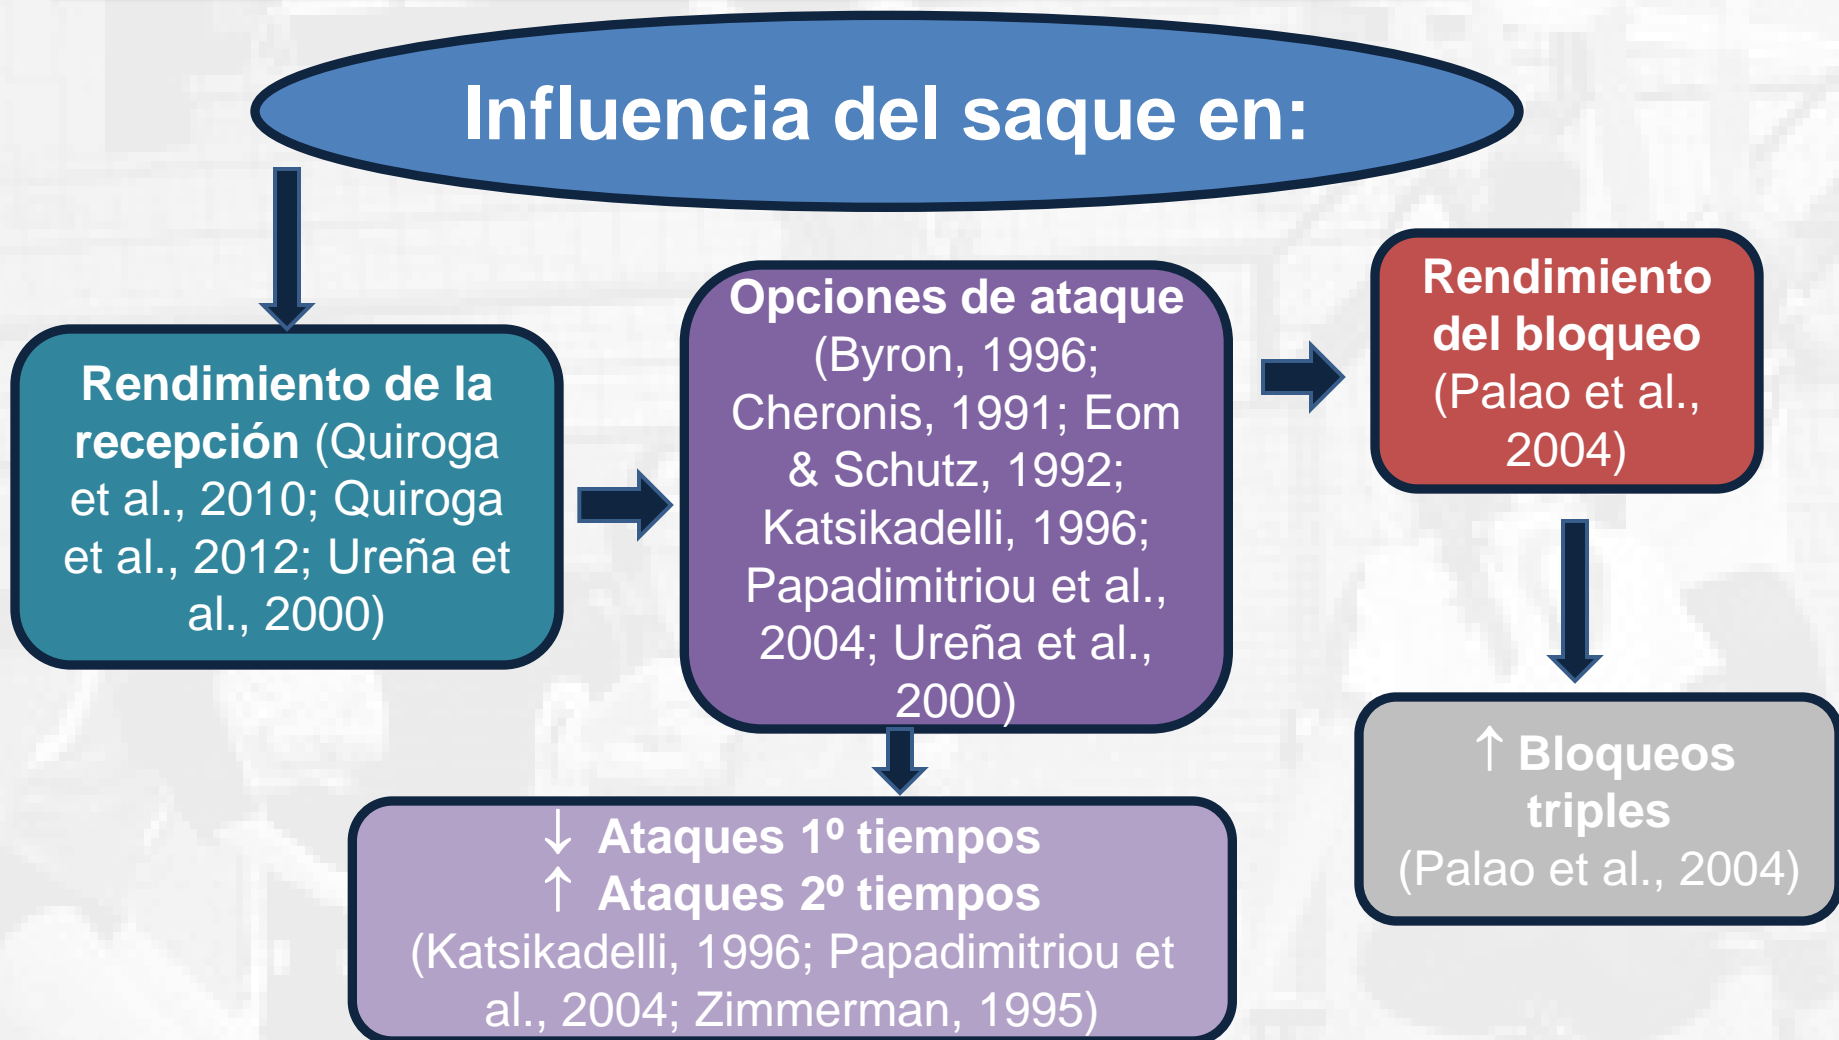 Influencia del saque en:
Rendimiento de la
recepción (Quiroga
et al., 2010; Quiroga
et al., 2012; Ureña et
al., 2000)
Opciones de ataque
(Byron, 1996;
Cheronis, 1991; Eom
& Schutz, 1992;
Katsikadelli, 1996;
Papadimitriou et al.,
2004; Ureña et al.,
2000)
Rendimiento
del bloqueo
(Palao et al.,
2004)
↓ Ataques 1º tiempos
↑ Ataques 2º tiempos
(Katsikadelli, 1996; Papadimitriou et
al., 2004; Zimmerman, 1995)
↑ Bloqueos
triples
(Palao et al., 2004)